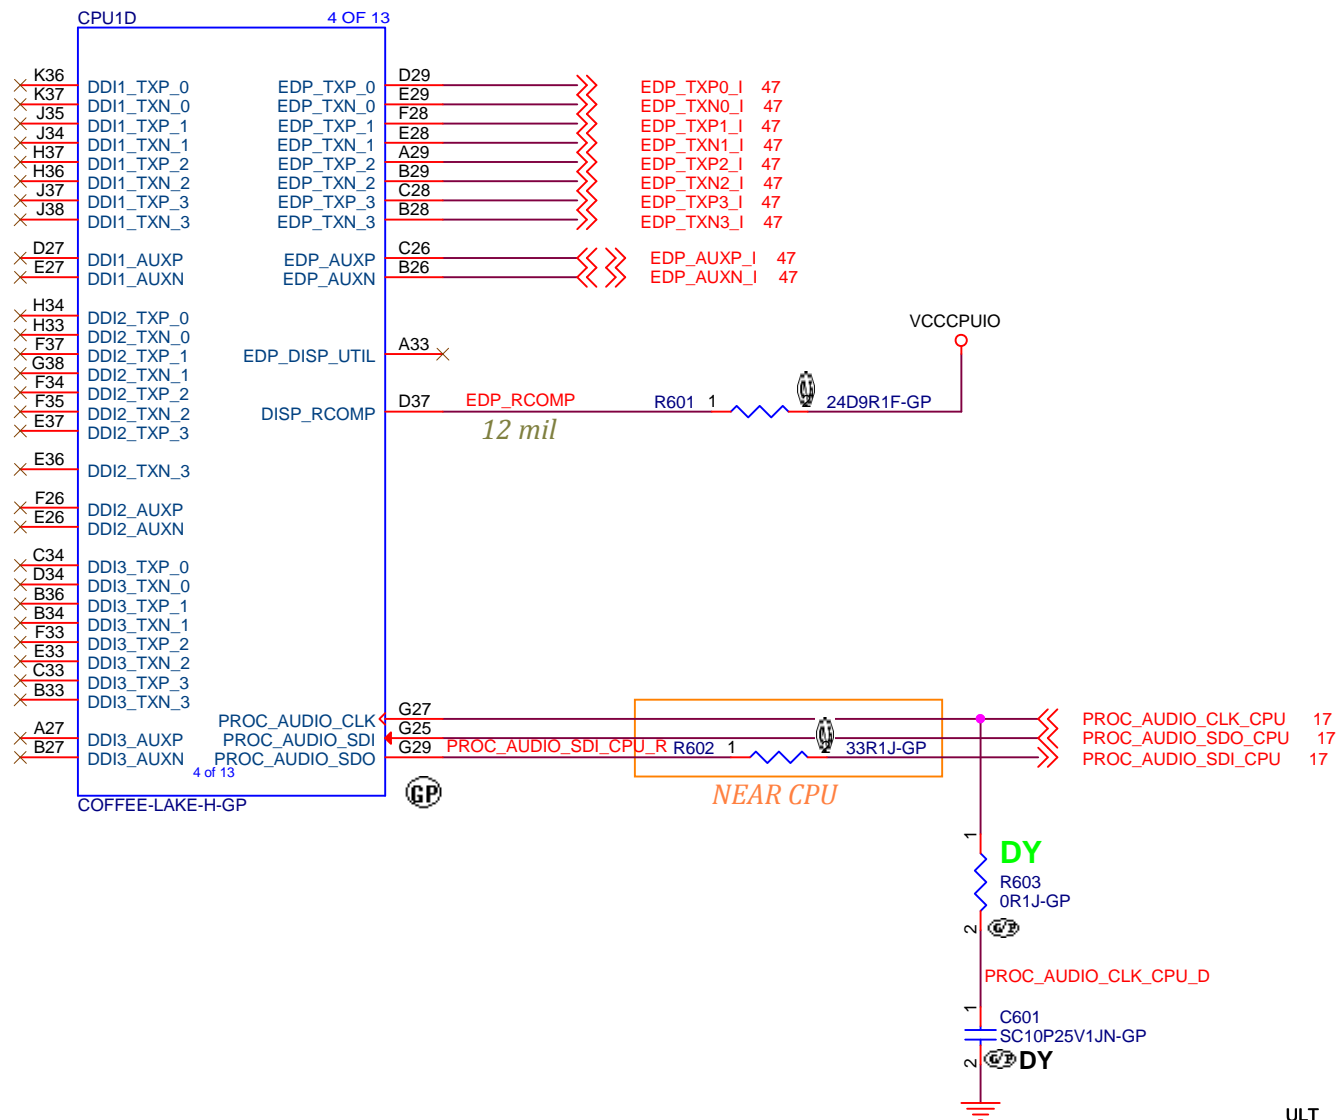 CPU1D 4 OF 13
K36 DDI1_TXP_0 EDP_TXP_0 D29 EDP_TXP0_I 47
K37 DDI1_TXN_0 EDP_TXN_0 E29 EDP_TXN0_I 47
J35 DDI1_TXP_1 EDP_TXP_1 F28 EDP_TXP1_I 47
J34 DDI1_TXN_1 EDP_TXN_1 E28 EDP_TXN1_I 47
H37 DDI1_TXP_2 EDP_TXP_2 A29 EDP_TXP2_I 47
H36 DDI1_TXN_2 EDP_TXN_2 B29 EDP_TXN2_I 47
J37 DDI1_TXP_3 EDP_TXP_3 C28 EDP_TXP3_I 47
J38 DDI1_TXN_3 EDP_TXN_3 B28 EDP_TXN3_I 47
D27 DDI1_AUXP EDP_AUXP C26 EDP_AUXP_I 47
E27 DDI1_AUXN EDP_AUXN B26 EDP_AUXN_I 47
H34 DDI2_TXP_0
VCCCPUIO
H33 DDI2_TXN_0
F37 DDI2_TXP_1 EDP_DISP_UTIL A33
G38 DDI2_TXN_1
F34 DDI2_TXP_2
F35 DDI2_TXN_2 DISP_RCOMP D37 EDP_RCOMP R601 1 24D9R1F-GP
12 mil
E37 DDI2_TXP_3
E36 DDI2_TXN_3
F26 DDI2_AUXP
E26 DDI2_AUXN
C34 DDI3_TXP_0
D34 DDI3_TXN_0
B36 DDI3_TXP_1
B34 DDI3_TXN_1
F33 DDI3_TXP_2
E33 DDI3_TXN_2
C33 DDI3_TXP_3
B33 DDI3_TXN_3
PROC_AUDIO_CLK G27 PROC_AUDIO_CLK_CPU 17
A27 DDI3_AUXP PROC_AUDIO_SDI G25 PROC_AUDIO_SDO_CPU 17
B27 DDI3_AUXN PROC_AUDIO_SDO G29 PROC_AUDIO_SDI_CPU_R R602 1 33R1J-GP PROC_AUDIO_SDI_CPU 17
4 of 13
COFFEE-LAKE-H-GP
GP
NEAR CPU
1
DY
R603
0R1J-GP
2
PROC_AUDIO_CLK_CPU_D
1
C601
SC10P25V1JN-GP
2 DY
ULT